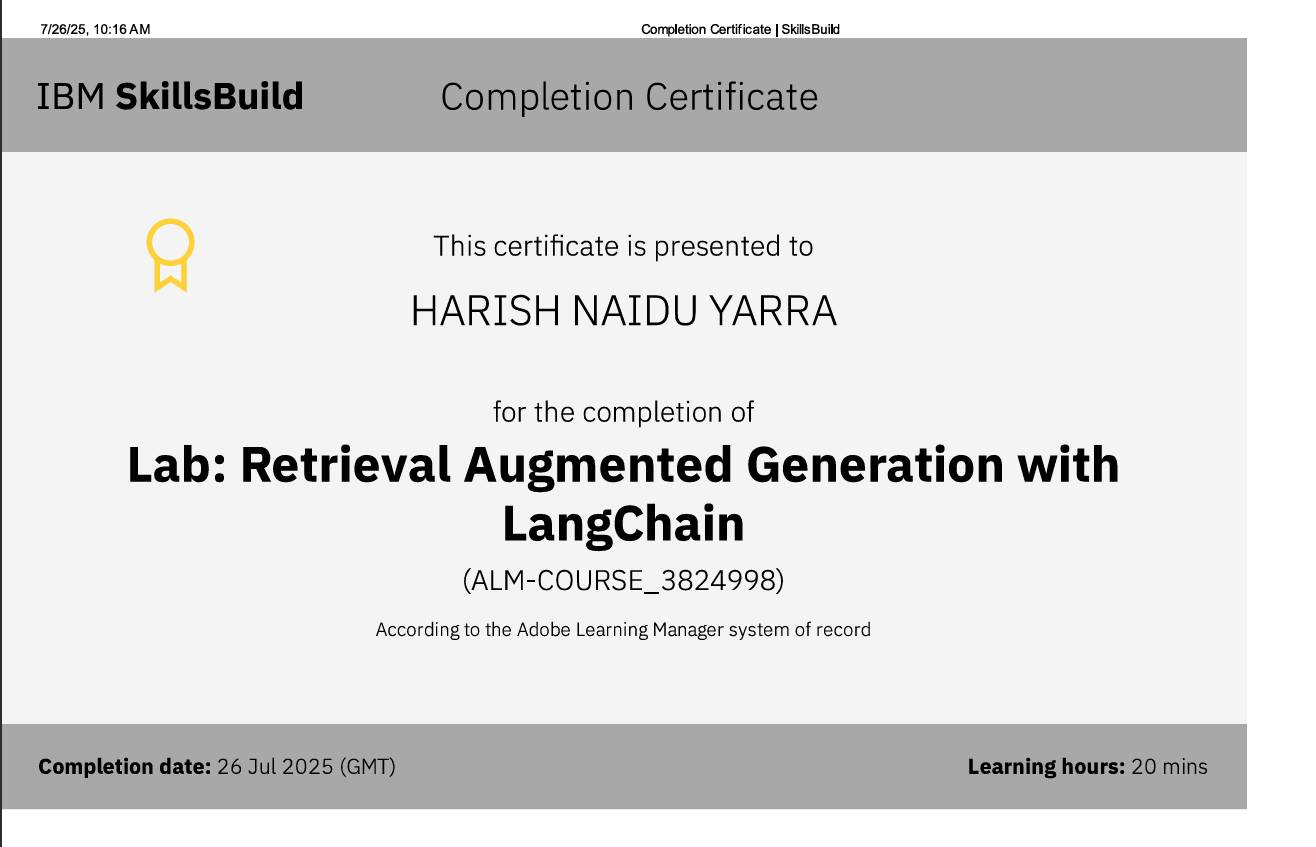 7/26/25, 10:16 AM
Completion Certificate | SkillsBuild
IBM SkillsBuild
Completion Certificate
This certificate is presented to
HARISH NAIDU YARRA
for the completion of
Lab: Retrieval Augmented Generation with
LangChain
(ALM-COURSE_3824998)
According to the Adobe Learning Manager system of record
Completion date: 26 Jul 2025 (GMT)
Learning hours: 20 mins